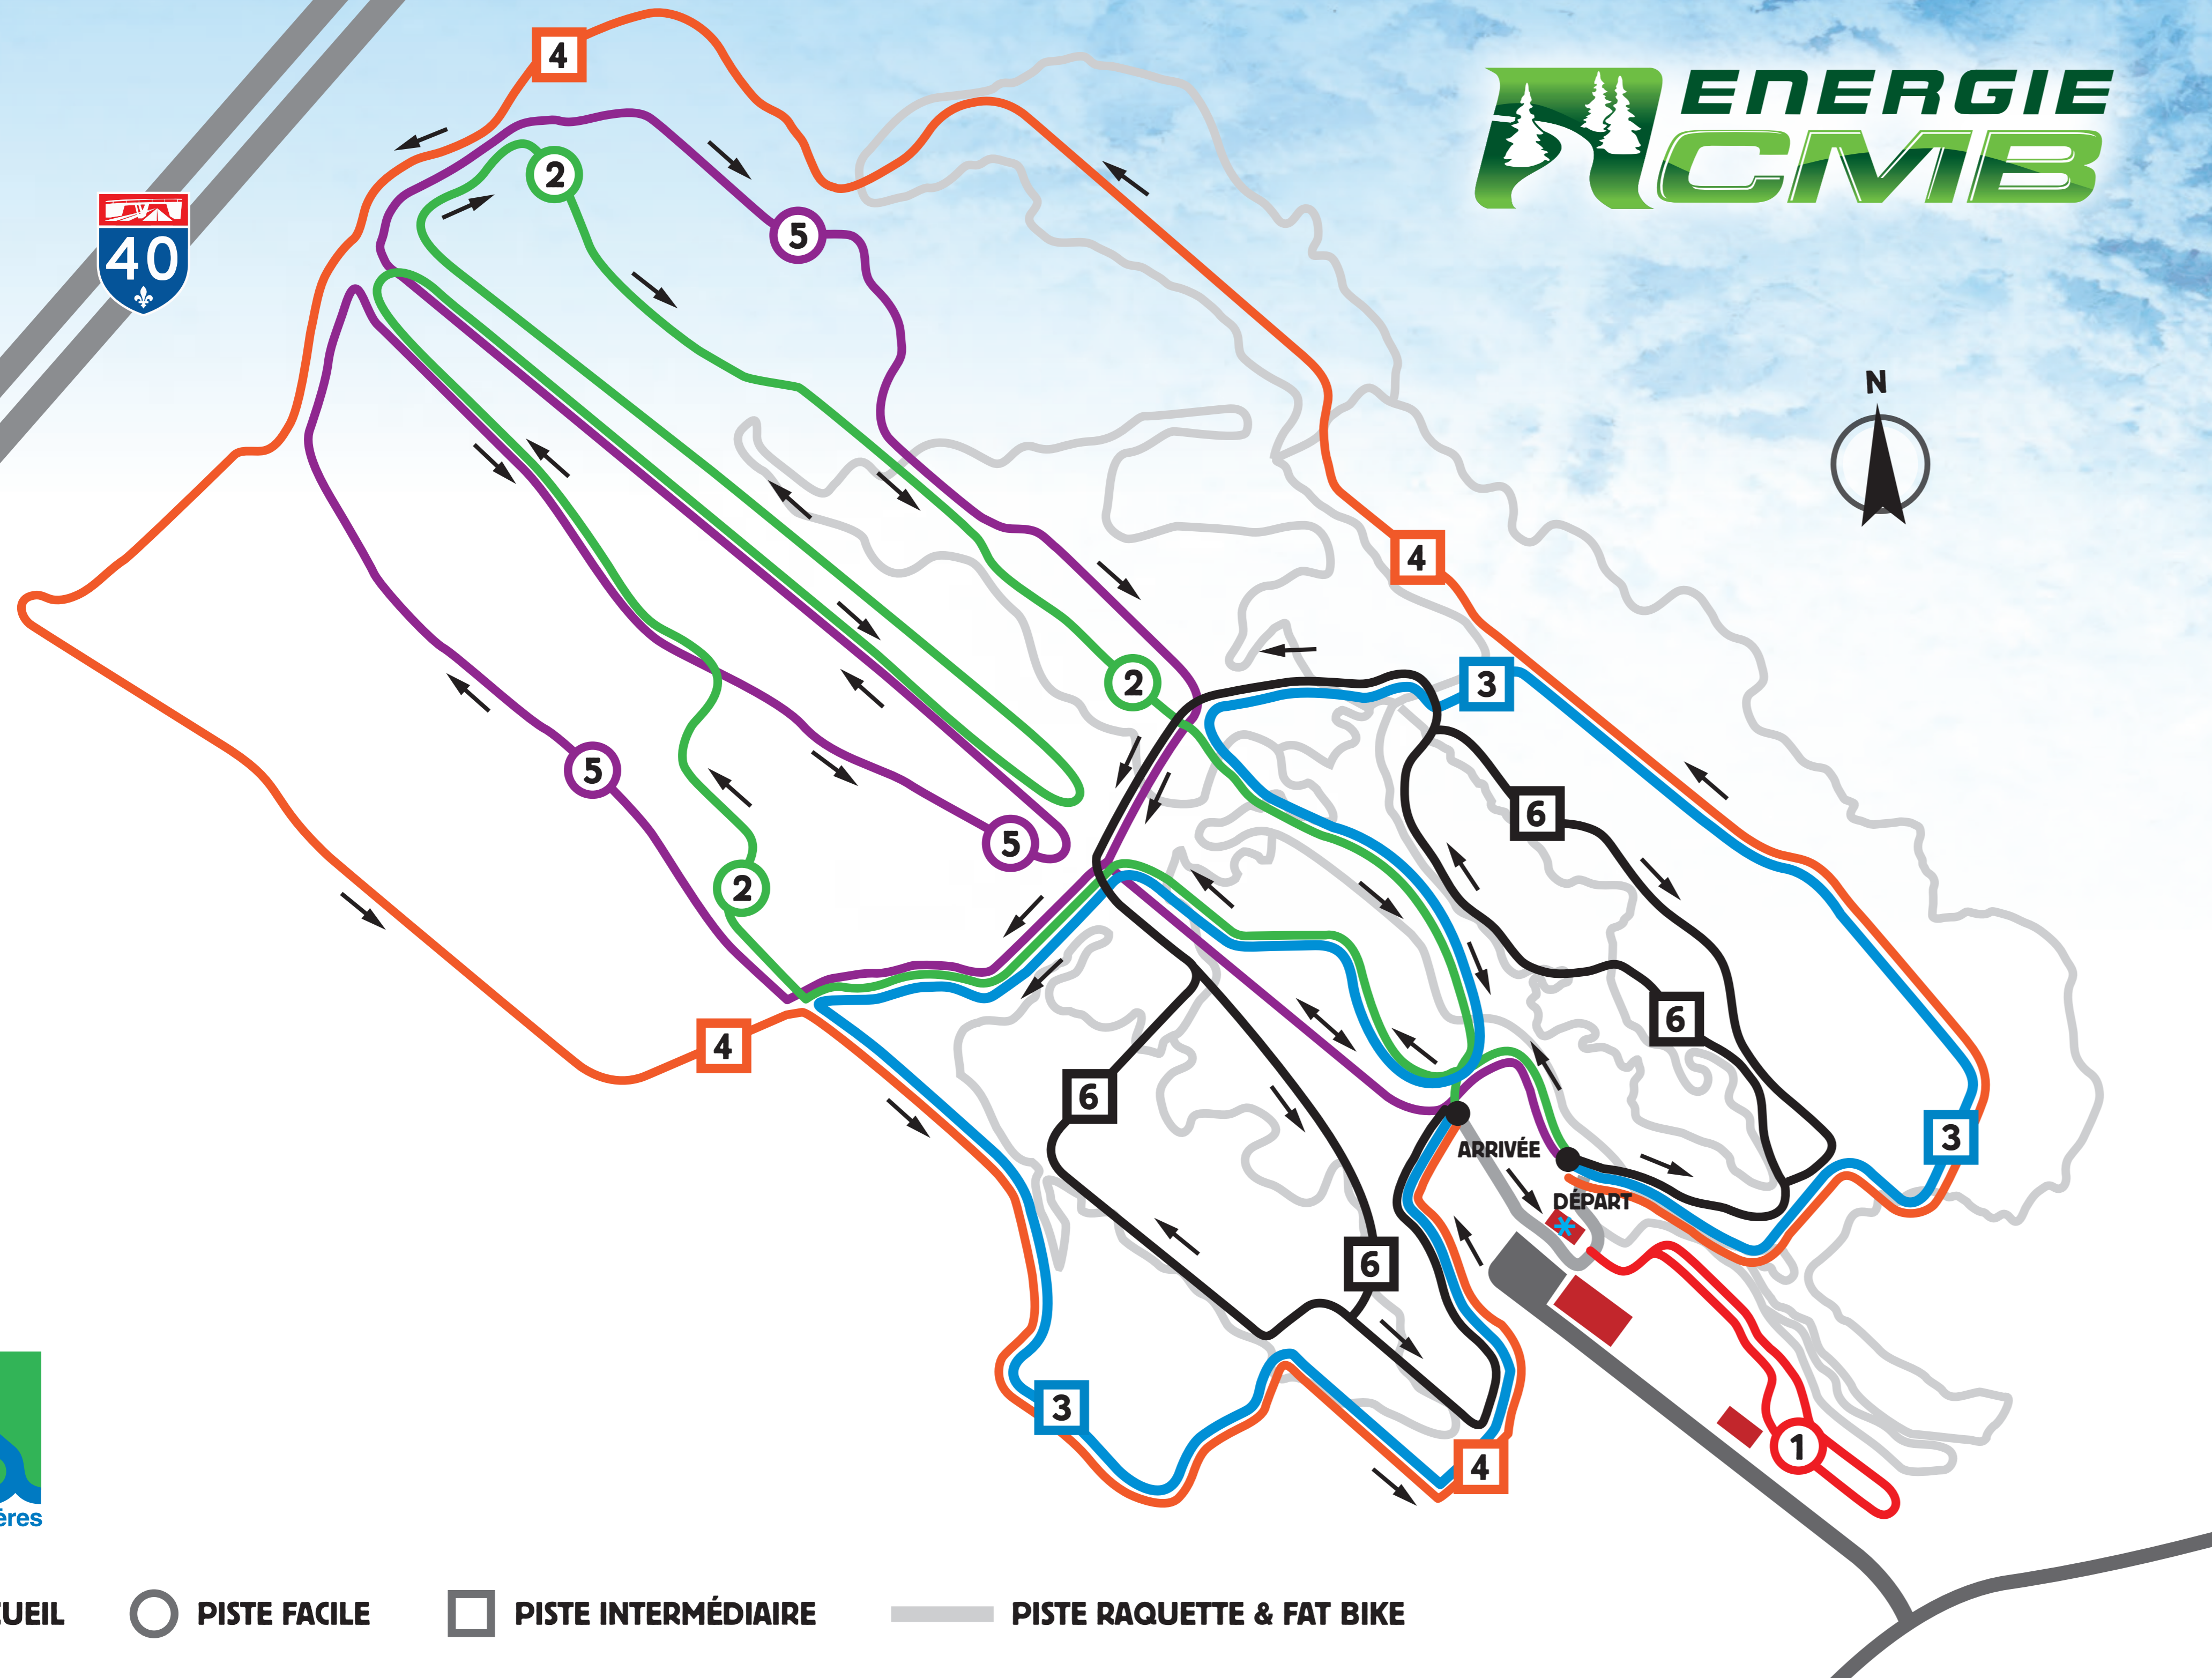 4
ENERGIE
CMB
2
5
40
N
4
2
3
5
6
5
2
6
4
6
3
ARRIVÉE
DÉPART
6
3
1
4
ères
UEIL
PISTE FACILE
PISTE INTERMÉDIAIRE
PISTE RAQUETTE & FAT BIKE